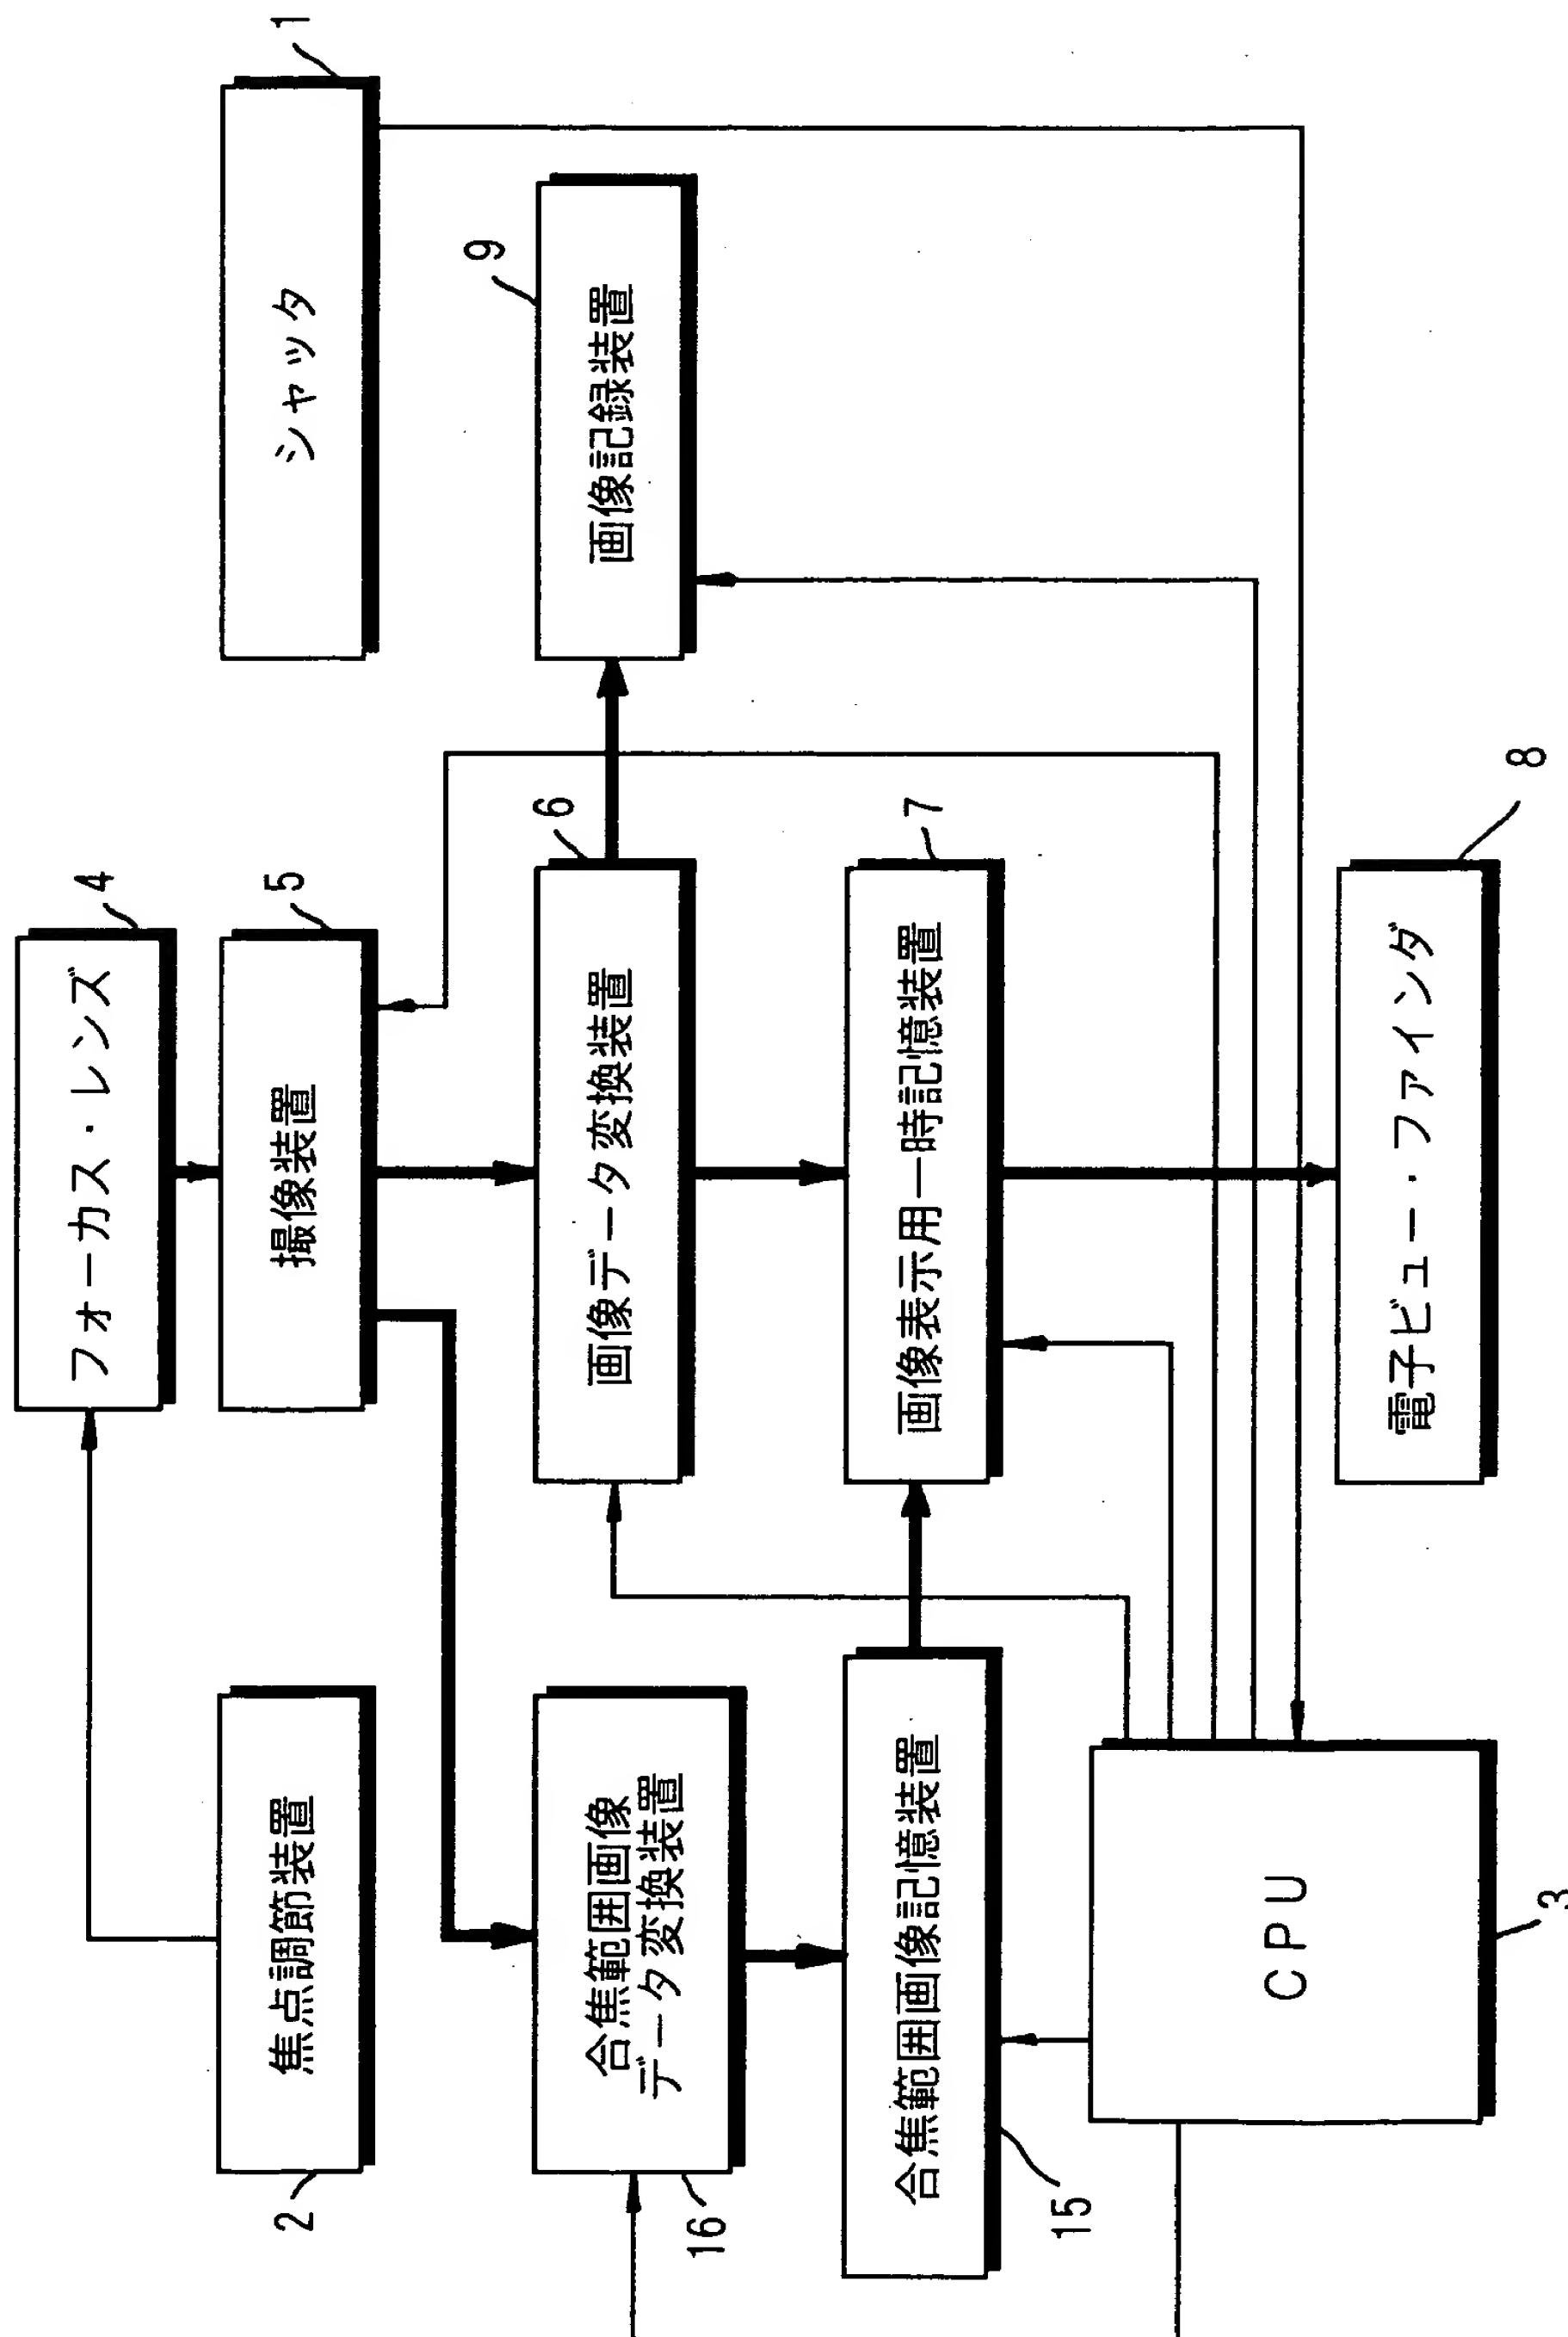 フォーカス・レンズ
4
焦点調節装置
2
撮像装置
5
シャッタ
1
合焦範囲画像
データ変換装置
16
画像データ変換装置
6
画像記録装置
9
合焦範囲画像記憶装置
15
画像表示用一時記憶装置
7
CPU
3
電子ビュー・ファインダ
8